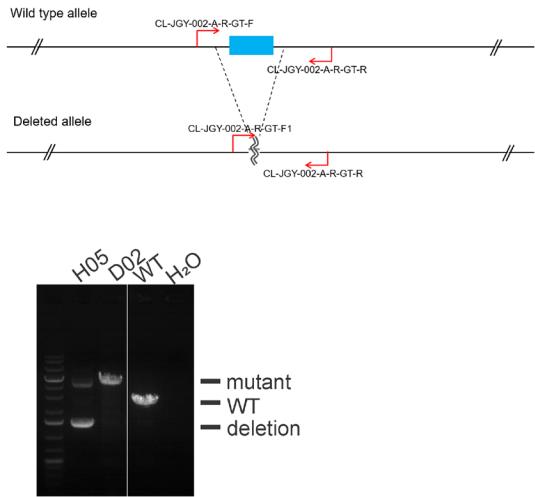 Wild type allele
CL-JGY-002-A-R-GT-F
CL-JGY-002-A-R-GT-R
Deleted allele
CL-JGY-002-A-R-GT-F1
CL-JGY-002-A-R-GT-R
H05 D02 WT H₂O
mutant
WT
deletion